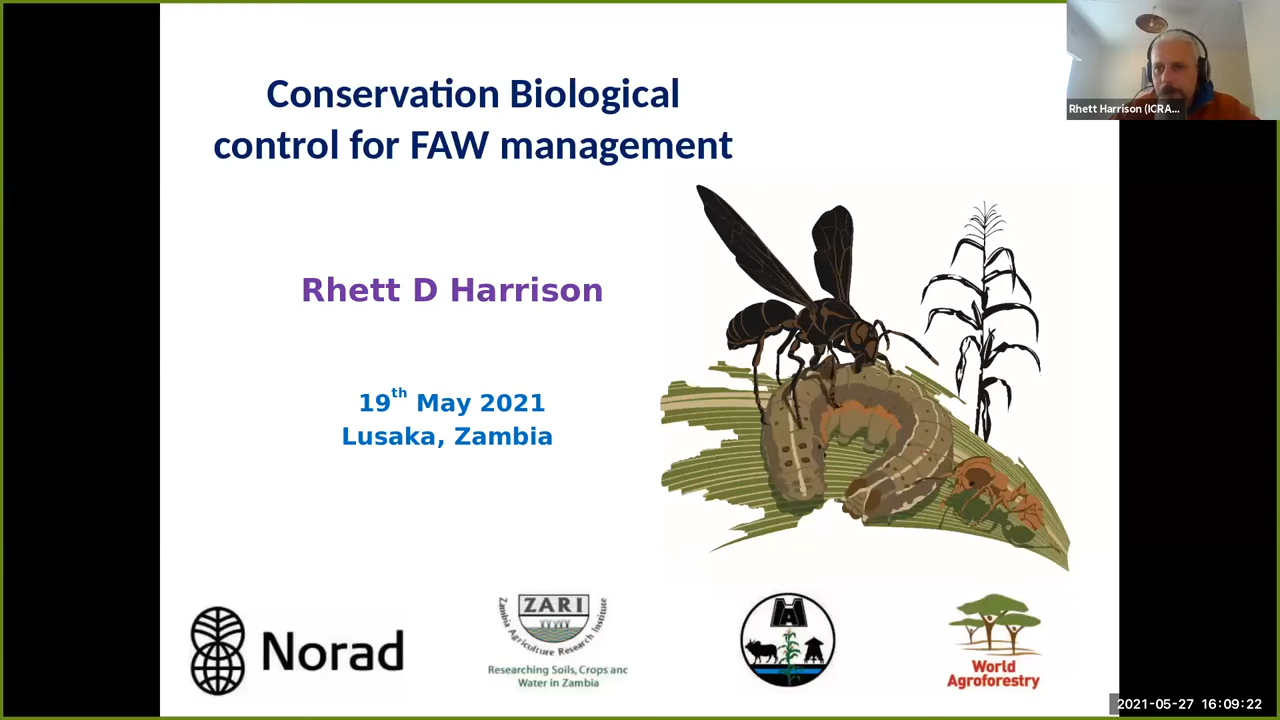 Conservation Biological
control for FAW management
Rhett Harrison (ICRA...
Rhett D Harrison
19th May 2021
Lusaka, Zambia
Norad
ZARI
Zambia Agriculture Research Institute
Researching Soils, Crops anc
Water in Zambia
World
Agroforestry
2021-05-27 16:09:22